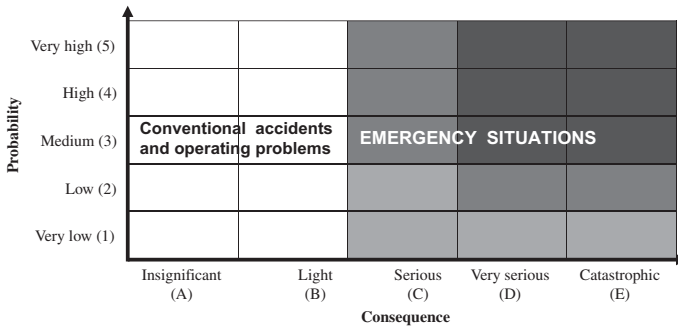 Very high (5)
High (4)
Medium (3)
Low (2)
Very low (1)
Probability
Conventional accidents
and operating problems
EMERGENCY SITUATIONS
Insignificant
(A)
Light
(B)
Serious
(C)
Very serious
(D)
Catastrophic
(E)
Consequence